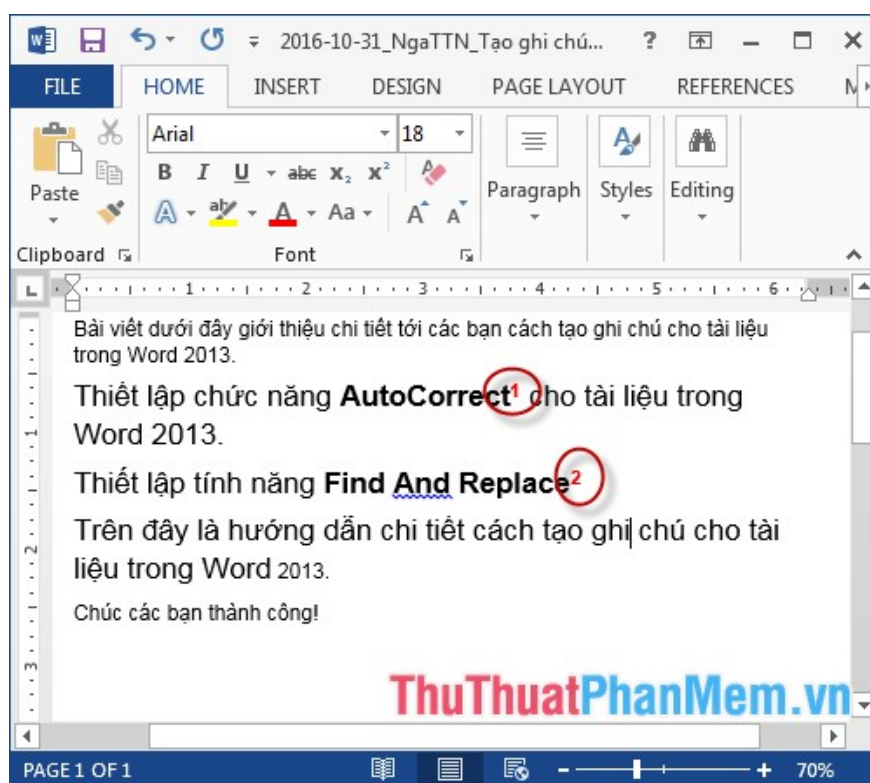 2016-10-31_NgaTTN_Tạo ghi chú... ?
FILE HOME INSERT DESIGN PAGE LAYOUT REFERENCES
Arial 18
B I U abc X₂ X²
A aby A Aa A A
Paste Paragraph Styles Editing
Clipboard Font
L 1 2 3 4 5 6
Bài viết dưới đây giới thiệu chi tiết tới các bạn cách tạo ghi chú cho tài liệu
trong Word 2013.
Thiết lập chức năng AutoCorrect¹ cho tài liệu trong
Word 2013.
Thiết lập tính năng Find And Replace²
Trên đây là hướng dẫn chi tiết cách tạo ghi chú cho tài
liệu trong Word 2013.
Chúc các bạn thành công!
1
2
3
ThuThuatPhanMem.vn
PAGE 1 OF 1 70%